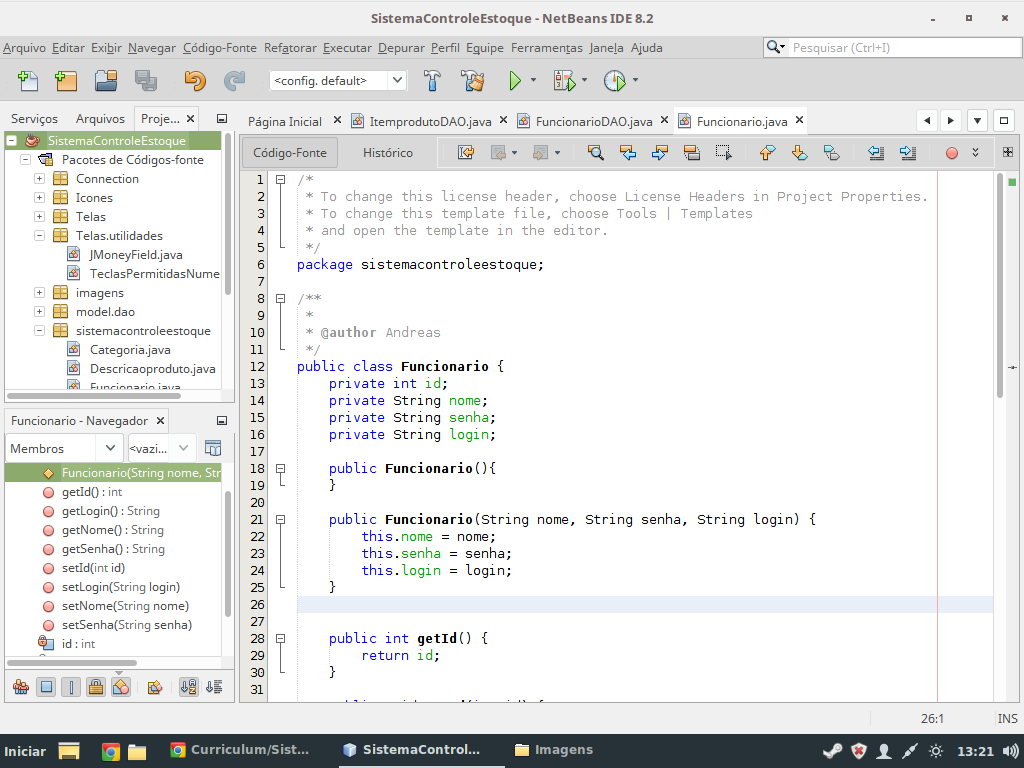 SistemaControleEstoque - NetBeans IDE 8.2
Arquivo Editar Exibir Navegar Código-Fonte Refatorar Executar Depurar Perfil Equipe Ferramentas Janela Ajuda
Pesquisar (Ctrl+I)
<config. default>
Serviços Arquivos Proje...
Página Inicial ItemprodutoDAO.java FuncionarioDAO.java Funcionario.java
Código-Fonte Histórico
SistemaControleEstoque
Pacotes de Códigos-fonte
Connection
Icones
Telas
Telas.utilidades
JMoneyField.java
TeclasPermitidasNume
imagens
model.dao
sistemacontroleestoque
Categoria.java
Descricaoproduto.java
Funcionario.java
Funcionario - Navegador
Membros <vazi...
Funcionario(String nome, Str
getId() : int
getLogin() : String
getNome() : String
getSenha() : String
setId(int id)
setLogin(String login)
setNome(String nome)
setSenha(String senha)
id : int
1 /*
2 * To change this license header, choose License Headers in Project Properties.
3 * To change this template file, choose Tools | Templates
4 * and open the template in the editor.
5 */
6 package sistemacontroleestoque;
7
8 /**
9 *
10 * @author Andreas
11 */
12 public class Funcionario {
13 private int id;
14 private String nome;
15 private String senha;
16 private String login;
17
18 public Funcionario(){
19 }
20
21 public Funcionario(String nome, String senha, String login) {
22 this.nome = nome;
23 this.senha = senha;
24 this.login = login;
25 }
26
27
28 public int getId() {
29 return id;
30 }
31
26:1 INS
Iniciar Curriculum/Sist... SistemaControl... Imagens 13:21